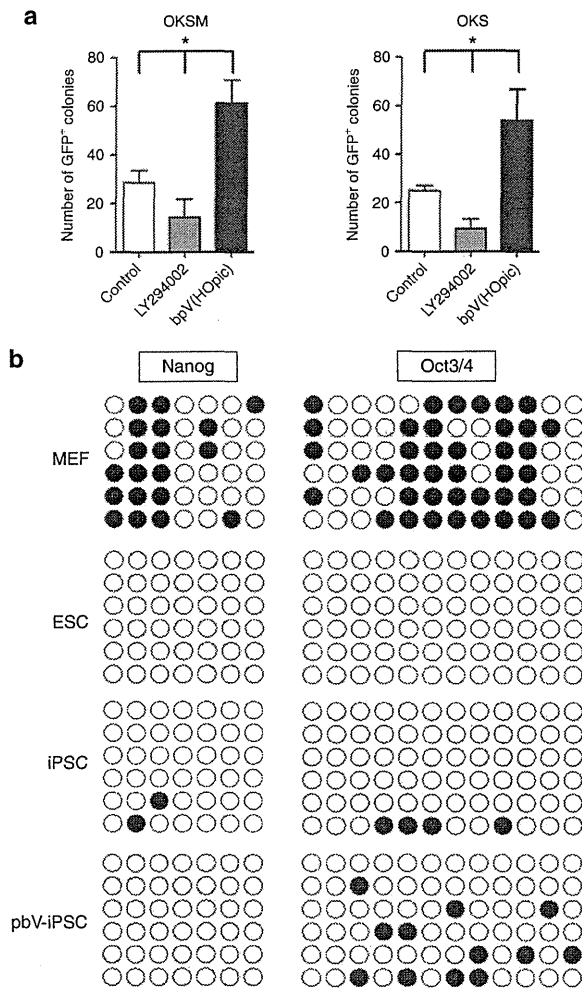 a
OKSM
OKS
Number of GFP+ colonies
80
60
40
20
0
Control
LY294002
bpV(HOpic)
*
Number of GFP+ colonies
80
60
40
20
0
Control
LY294002
bpV(HOpic)
*
b
Nanog
Oct3/4
MEF
ESC
iPSC
pbV-iPSC